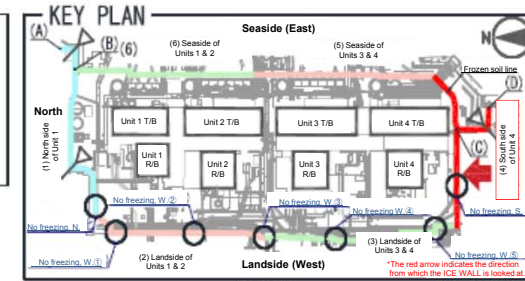 KEY PLAN
Seaside (East)
N
(A)
(B) (6)
(6) Seaside of
Units 1 & 2
(5) Seaside of
Units 3 & 4
Frozen soil line
(D)
North
(1) North side
of Unit 1
Unit 1 T/B
Unit 2 T/B
Unit 3 T/B
Unit 4 T/B
(C)
(4) South side
of Unit 4
Unit 1
R/B
Unit 2
R/B
Unit 3
R/B
Unit 4
R/B
No freezing, W.②
No freezing, W.③
No freezing W.④
No freezing, S.
No freezing, N.
No freezing, W.①
(2) Landside of
Units 1 & 2
Landside (West)
(3) Landside of
Units 3 & 4
No freezing, W.⑤
*The red arrow indicates the direction
from which the ICE WALL is looked at.